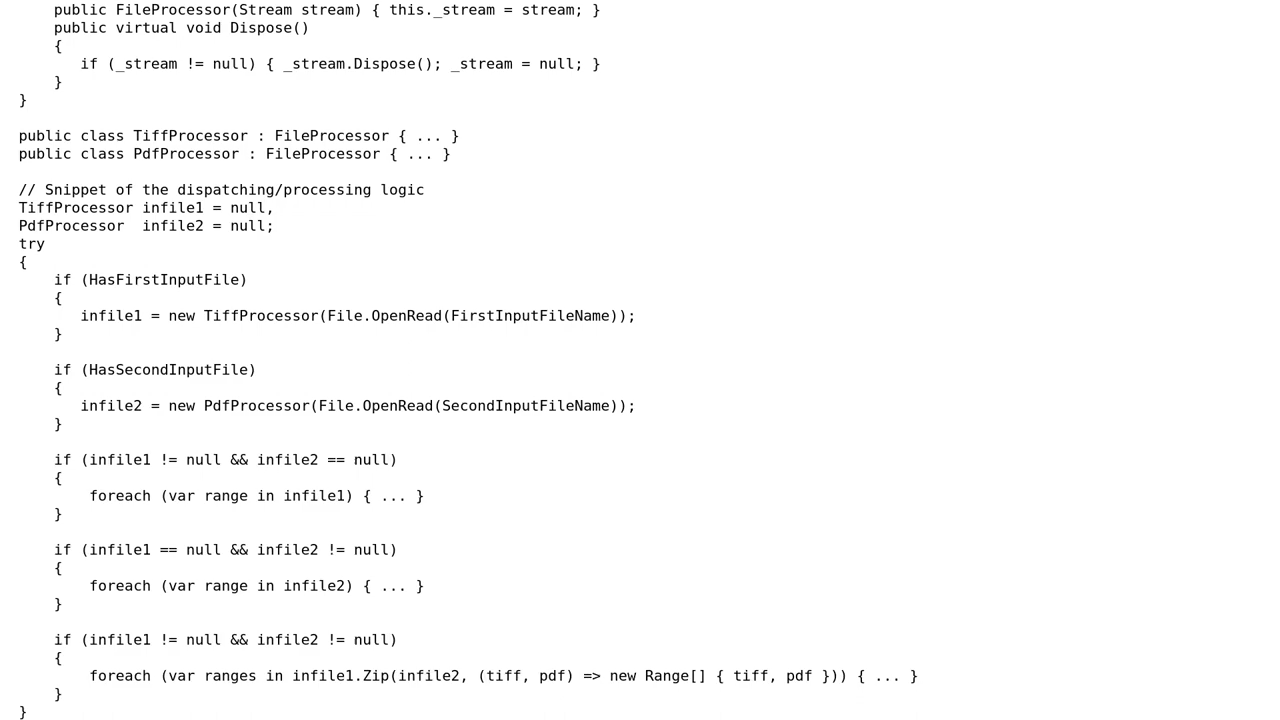 public FileProcessor(Stream stream) { this._stream = stream; }
public virtual void Dispose()
{
if (_stream != null) { _stream.Dispose(); _stream = null; }
}
}
public class TiffProcessor : FileProcessor { ... }
public class PdfProcessor : FileProcessor { ... }
// Snippet of the dispatching/processing logic
TiffProcessor infile1 = null,
PdfProcessor  infile2 = null;
try
{
if (HasFirstInputFile)
{
infile1 = new TiffProcessor(File.OpenRead(FirstInputFileName));
}
if (HasSecondInputFile)
{
infile2 = new PdfProcessor(File.OpenRead(SecondInputFileName));
}
if (infile1 != null && infile2 == null)
{
foreach (var range in infile1) { ... }
}
if (infile1 == null && infile2 != null)
{
foreach (var range in infile2) { ... }
}
if (infile1 != null && infile2 != null)
{
foreach (var ranges in infile1.Zip(infile2, (tiff, pdf) => new Range[] { tiff, pdf })) { ... }
}
}